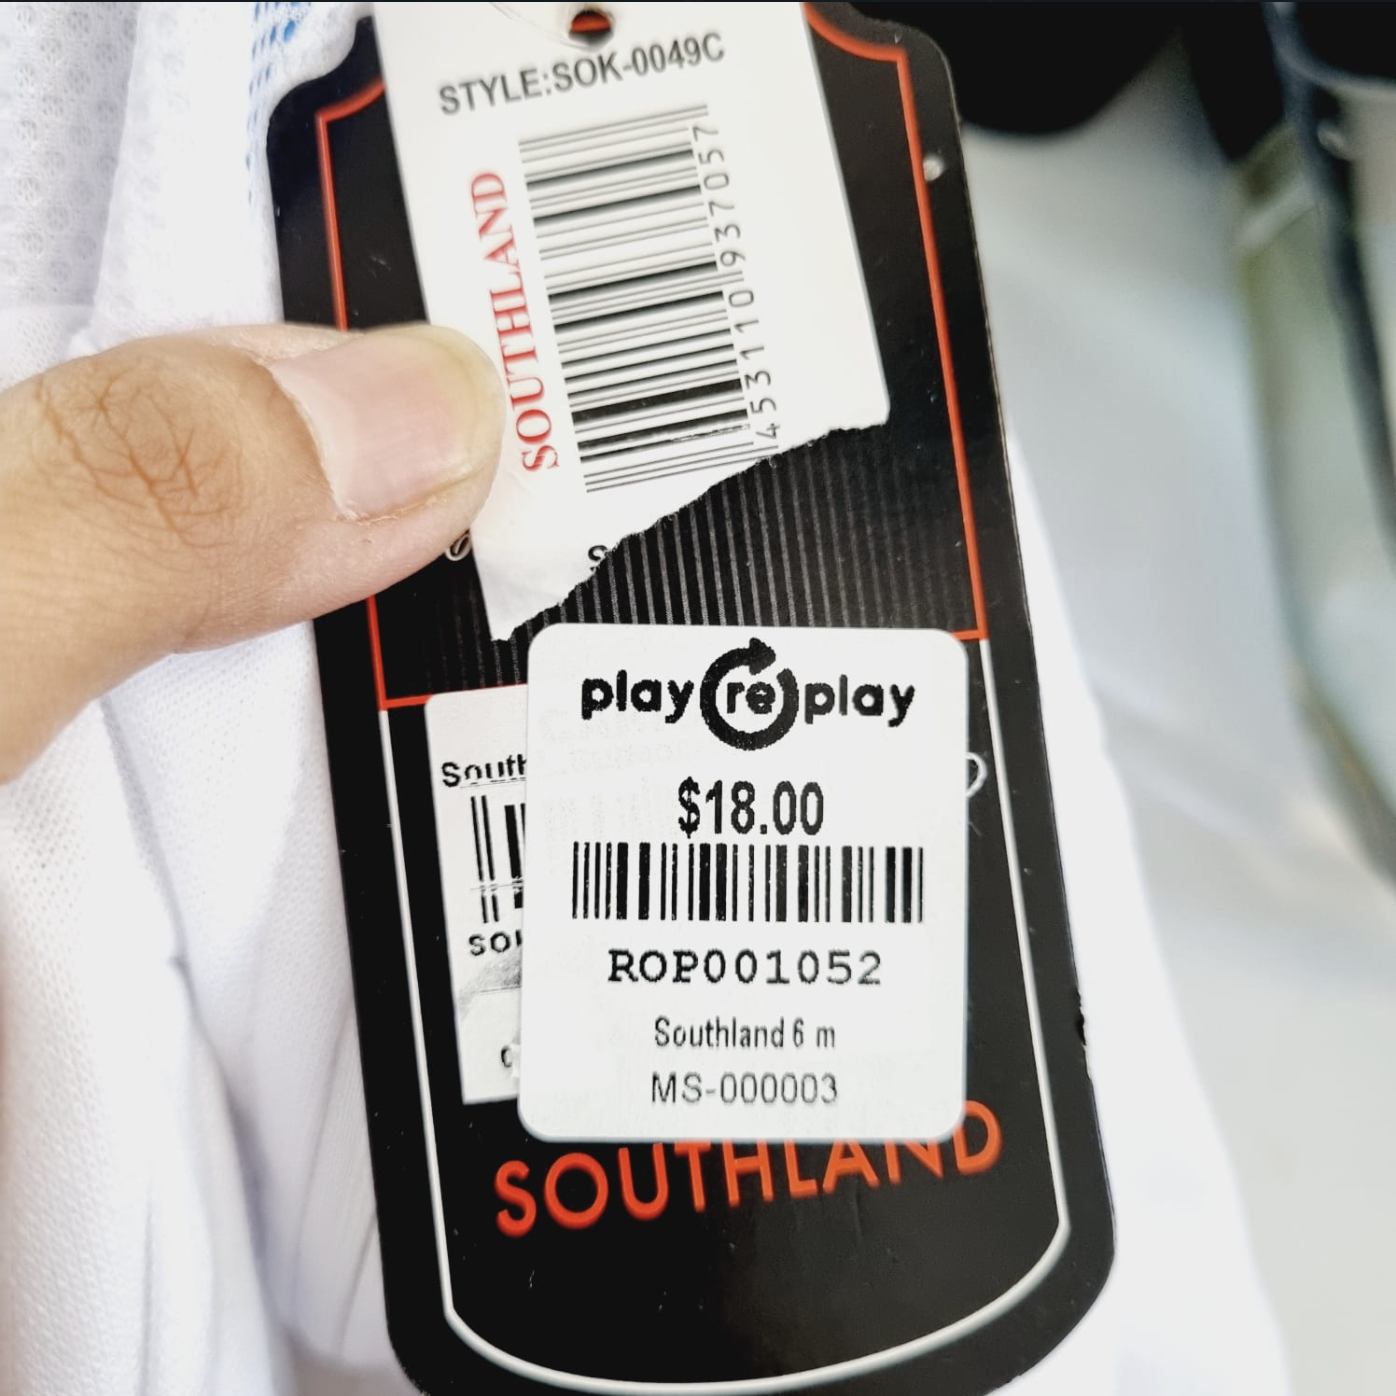 STYLE:SOK-0049C
SOUTHLAND
453110937057
play re play
$18.00
ROP001052
Southland 6 m
MS-000003
SOUTHLAND